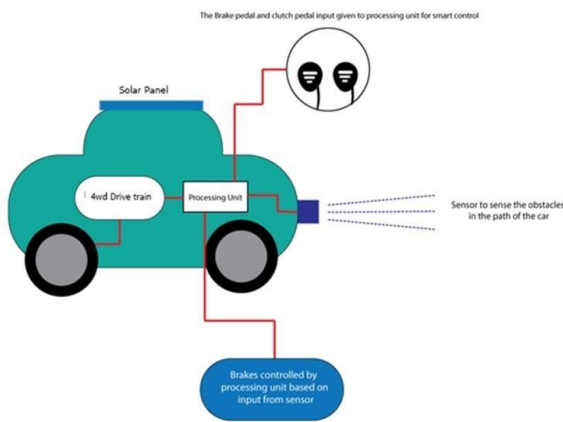 The Brake pedal and clutch pedal input given to processing unit for smart control
Solar Panel
4wd Drive train
Processing Unit
Sensor to sense the obstacles
in the path of the car
Brakes controlled by
processing unit based on
input from sensor